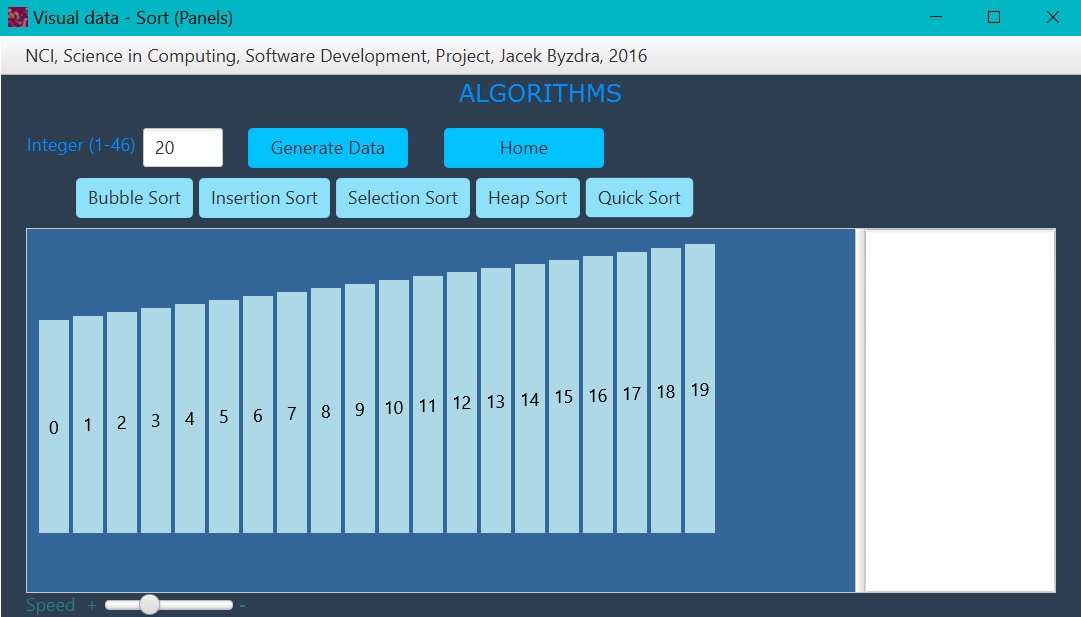 Visual data - Sort (Panels)
NCI, Science in Computing, Software Development, Project, Jacek Byzdra, 2016
ALGORITHMS
Integer (1-46) 20 Generate Data Home
Bubble Sort Insertion Sort Selection Sort Heap Sort Quick Sort
0 1 2 3 4 5 6 7 8 9 10 11 12 13 14 15 16 17 18 19
Speed + -